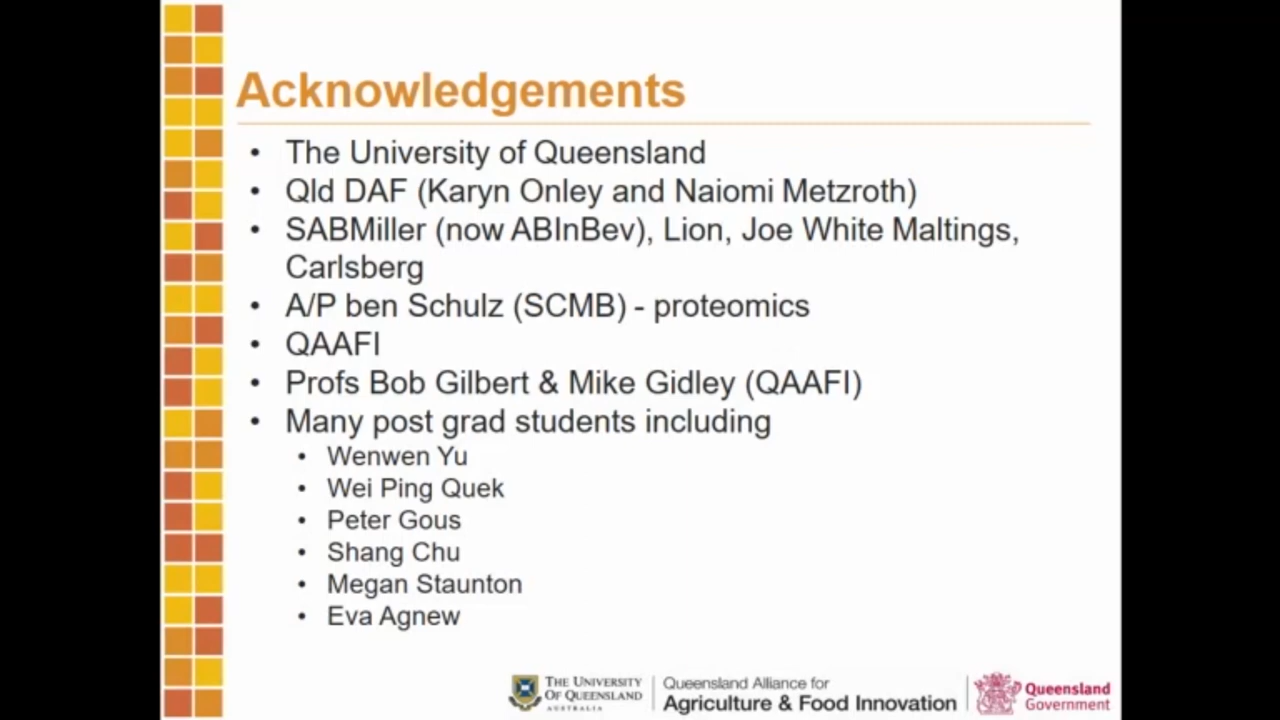 Acknowledgements
• The University of Queensland
• Qld DAF (Karyn Onley and Naiomi Metzroth)
• SABMiller (now ABInBev), Lion, Joe White Maltings,
Carlsberg
• A/P ben Schulz (SCMB) - proteomics
• QAAFI
• Profs Bob Gilbert & Mike Gidley (QAAFI)
• Many post grad students including
• Wenwen Yu
• Wei Ping Quek
• Peter Gous
• Shang Chu
• Megan Staunton
• Eva Agnew
THE UNIVERSITY
OF QUEENSLAND
AUSTRALIA
Queensland Alliance for
Agriculture & Food Innovation
Queensland
Government